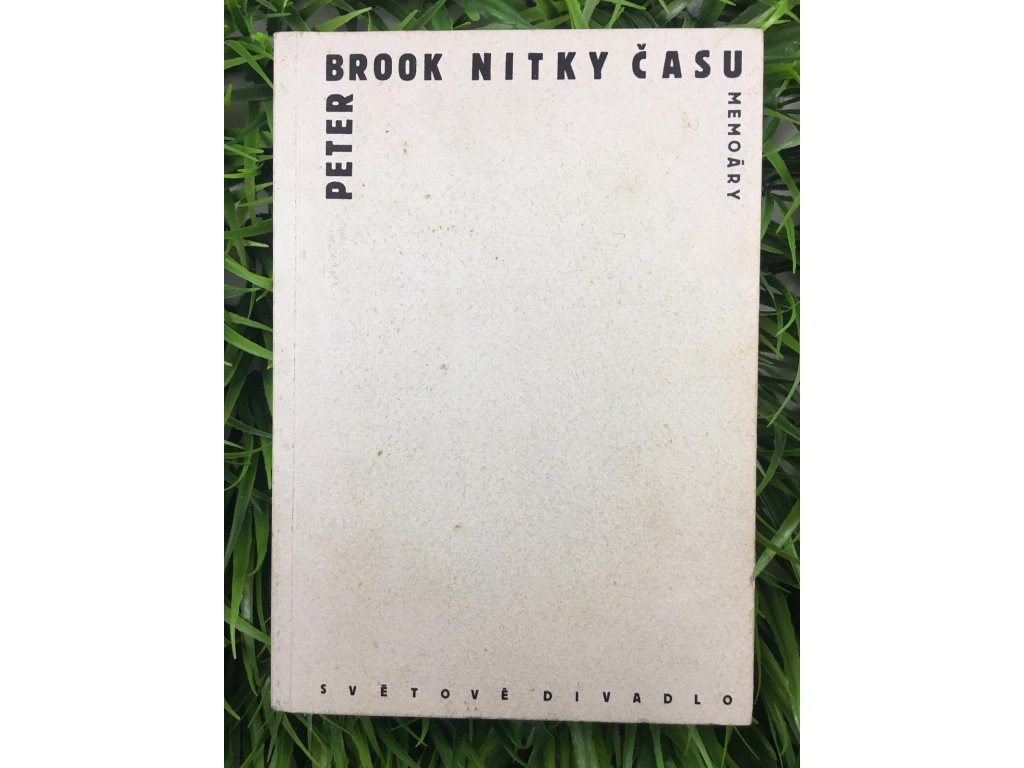 PETER
BROOK NITKY ČASU
MEMOÁRY
SVĚTOVÉ DIVADLO